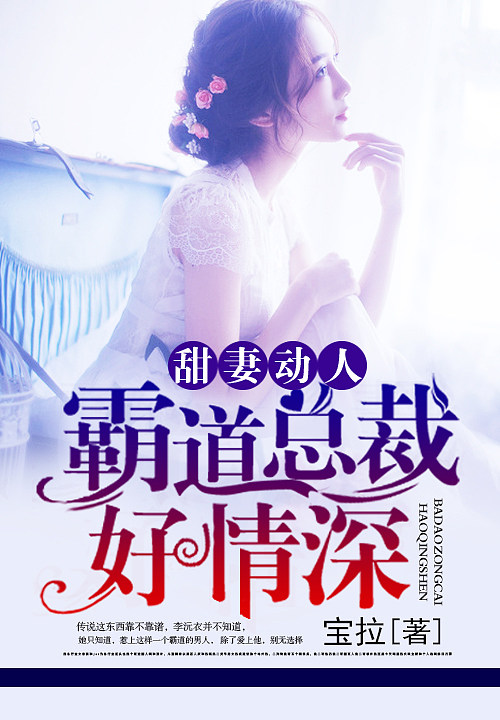 甜妻动人
霸道总裁
好情深
BADAOZONGCAI
HAOQINGSHEN
传说这东西靠不靠谱，李沅衣并不知道，
她只知道，惹上这样一个霸道的男人，除了爱上他，别无选择
宝拉[著]